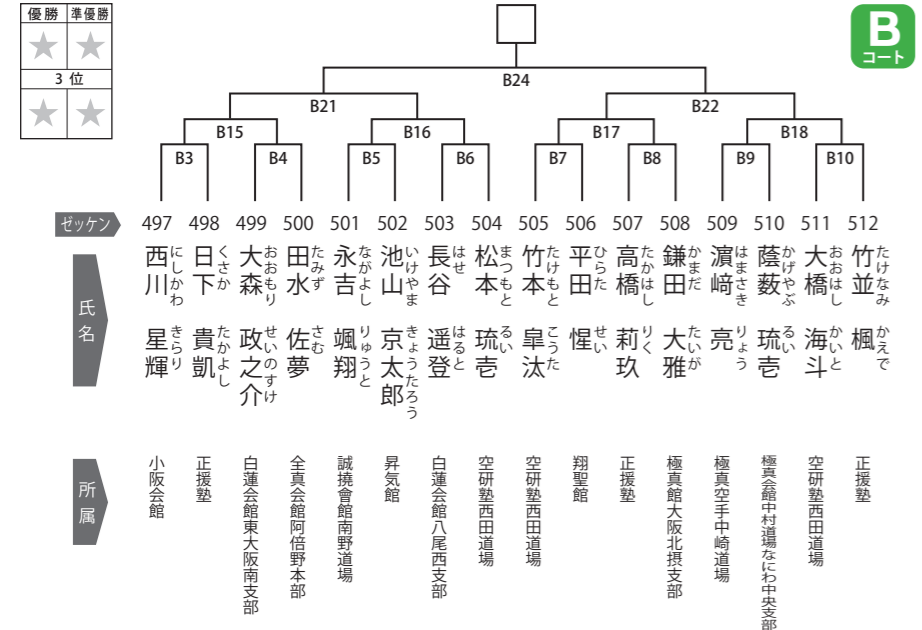 優勝 準優勝
3位
B
コート
B24
B21 B22
B15 B16 B17 B18
B3 B4 B5 B6 B7 B8 B9 B10
ゼッケン 497 498 499 500 501 502 503 504 505 506 507 508 509 510 511 512
氏名
西川 星輝 にしかわ きらり
日下 貴凱 くさか たかよし
大森 政之介 おおもり せいのすけ
田水 佐夢 たみず さむ
永吉 颯翔 ながよし りゅうと
池山 京太郎 いけやま きょうたろう
長谷 遥登 はせ はると
松本 琉壱 まつもと るい
竹本 皐汰 たけもと こうた
平田 惺 ひらた せい
高橋 莉玖 たかはし りく
鎌田 大雅 かまだ たいが
濵﨑 亮 はまさき りょう
蔭薮 琉壱 かげやぶ るい
大橋 海斗 おおはし かいと
竹並 楓 たけなみ かえで
所属
小阪会館
正援塾
白蓮会館東大阪南支部
全真会館阿倍野本部
誠撓會館南野道場
昇気館
白蓮会館八尾西支部
空研塾西田道場
空研塾西田道場
翔聖館
正援塾
極真館大阪北摂支部
極真空手中崎道場
極真会館中村道場なにわ中央支部
空研塾西田道場
正援塾